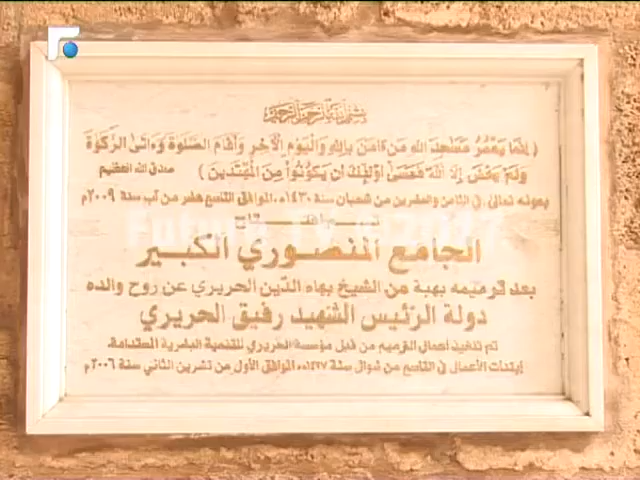 بسم الله الرحمن الرحيم
( إنما يعمر مساجد الله من ءامن بالله واليوم الآخر وأقام الصلوة وءاتى الزكوة
ولم يخش إلا الله فعسى أولئك أن يكونوا من المهتدين ) صدق الله العظيم
بعونه تعالى، في الثامن والعشرين من شعبان سنة ١٤٣٠هـ، الموافق التاسع عشر من آب سنة ٢٠٠٩م
الجامع المنصوري الكبير
بعد ترميمه بهبة من الشيخ بهاء الدين الحريري عن روح والده
دولة الرئيس الشهيد رفيق الحريري
تم تنفيذ أعمال الترميم من قبل مؤسسة الحريري للتنمية البشرية المستدامة.
إبتدأت الأعمال في التاسع من شوال سنة ١٤٢٧هـ، الموافق الأول من تشرين الثاني سنة ٢٠٠٦م